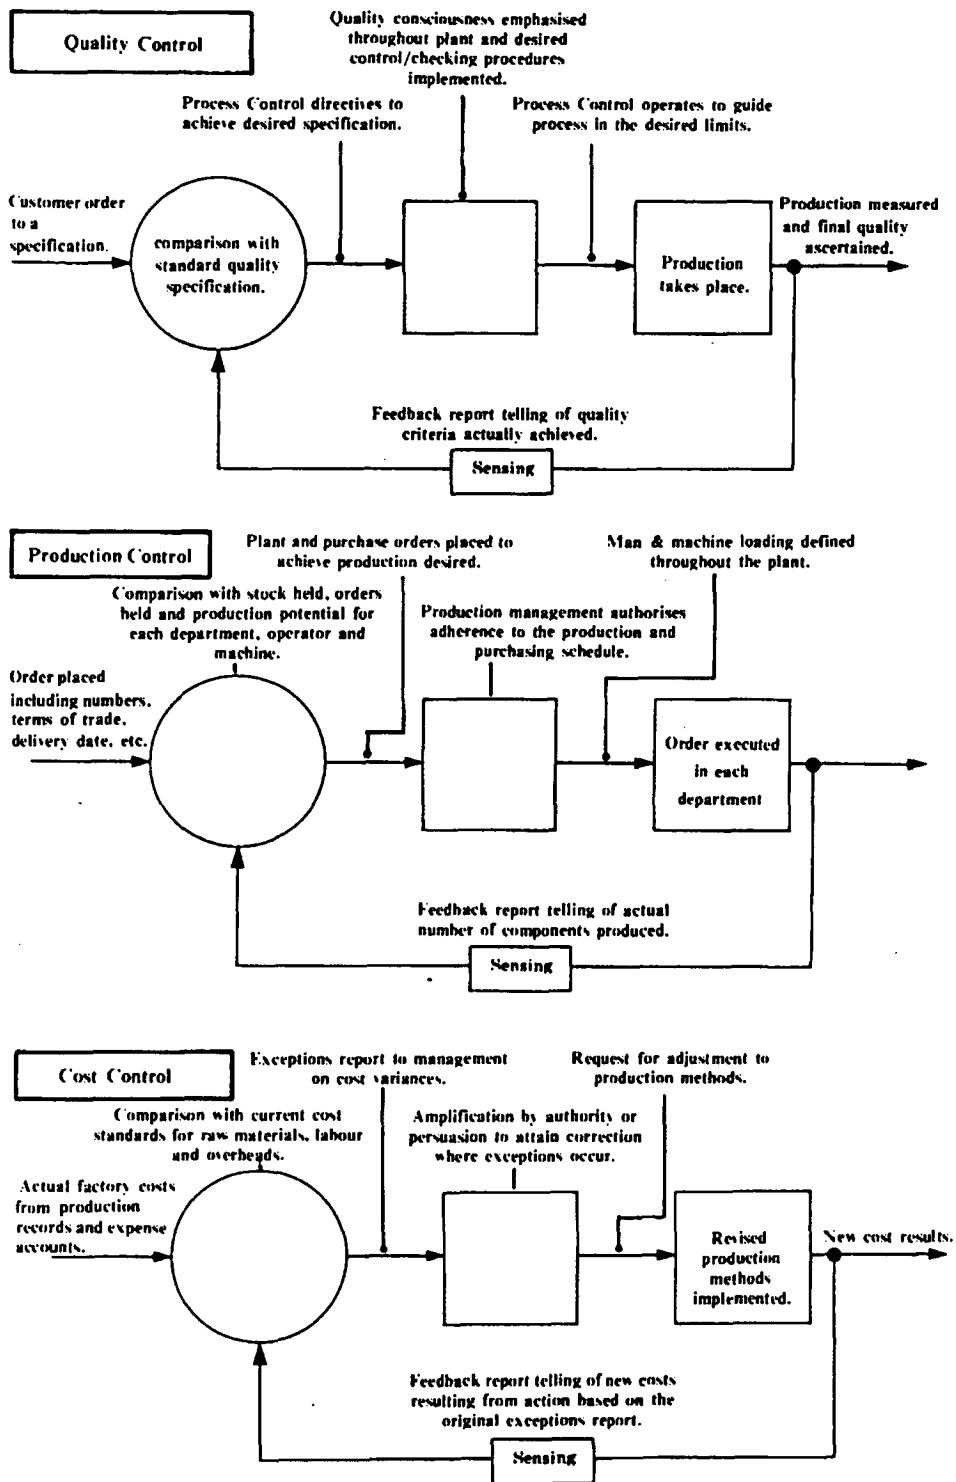 Quality Control
Quality consciousness emphasised
throughout plant and desired
control/checking procedures
implemented.
Process Control directives to
achieve desired specification.
Process Control operates to guide
process in the desired limits.
Customer order
to a
specification.
comparison with
standard quality
specification.
Production
takes place.
Production measured
and final quality
ascertained.
Feedback report telling of quality
criteria actually achieved.
Sensing
Production Control
Plant and purchase orders placed to
achieve production desired.
Man & machine loading defined
throughout the plant.
Comparison with stock held, orders
held and production potential for
each department, operator and
machine.
Production management authorises
adherence to the production and
purchasing schedule.
Order placed
including numbers,
terms of trade,
delivery date, etc.
Order executed
in each
department
Feedback report telling of actual
number of components produced.
Sensing
Cost Control
Exceptions report to management
on cost variances.
Request for adjustment to
production methods.
Comparison with current cost
standards for raw materials, labour
and overheads.
Amplification by authority or
persuasion to attain correction
where exceptions occur.
Actual factory costs
from production
records and expense
accounts.
Revised
production
methods
implemented.
New cost results.
Feedback report telling of new costs
resulting from action based on the
original exceptions report.
Sensing